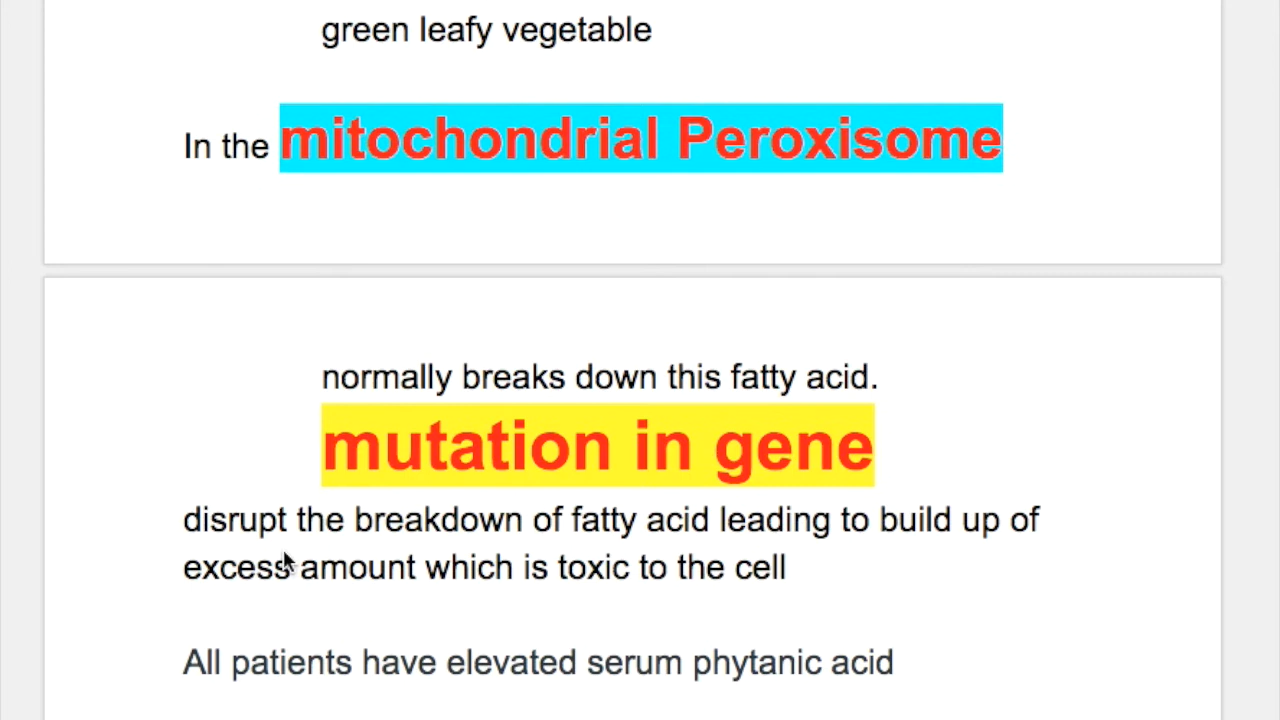 green leafy vegetable
In the mitochondrial Peroxisome
normally breaks down this fatty acid.
mutation in gene
disrupt the breakdown of fatty acid leading to build up of
excess amount which is toxic to the cell
All patients have elevated serum phytanic acid